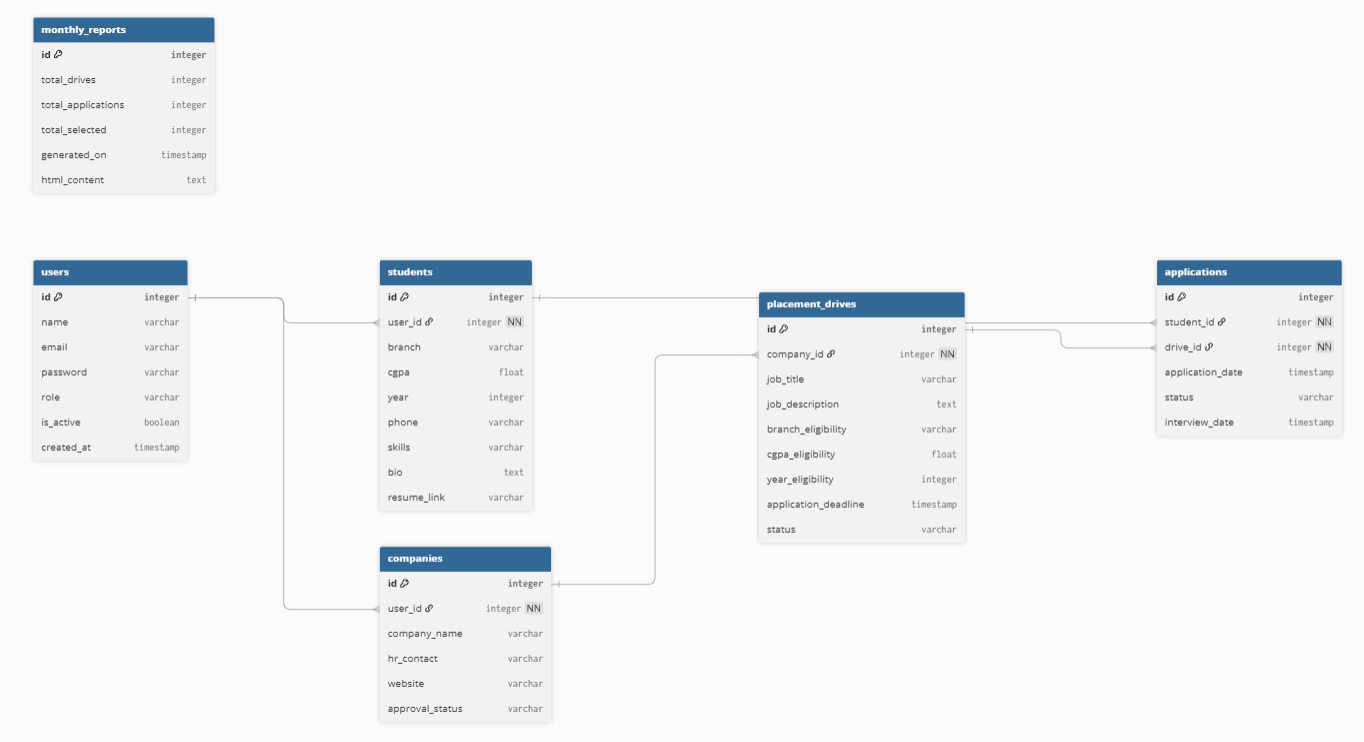 monthly_reports
id integer
total_drives integer
total_applications integer
total_selected integer
generated_on timestamp
html_content text
users
id integer
name varchar
email varchar
password varchar
role varchar
is_active boolean
created_at timestamp
students
id integer
user_id integer NN
branch varchar
cgpa float
year integer
phone varchar
skills varchar
bio text
resume_link varchar
companies
id integer
user_id integer NN
company_name varchar
hr_contact varchar
website varchar
approval_status varchar
placement_drives
id integer
company_id integer NN
job_title varchar
job_description text
branch_eligibility varchar
cgpa_eligibility float
year_eligibility integer
application_deadline timestamp
status varchar
applications
id integer
student_id integer NN
drive_id integer NN
application_date timestamp
status varchar
interview_date timestamp